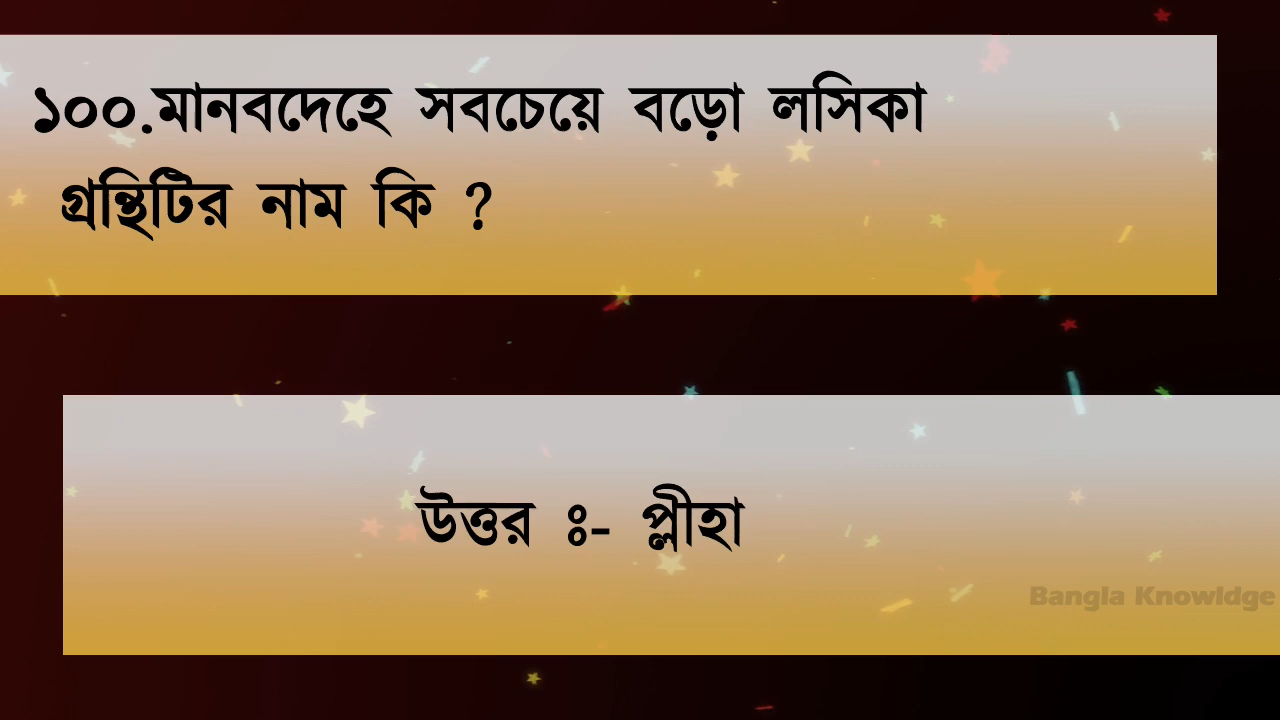 ১০০.মানবদেহে সবচেয়ে বড়ো লসিকা
গ্রন্থিটির নাম কি ?
উত্তর ঃ- প্লীহা
Bangla Knowldge